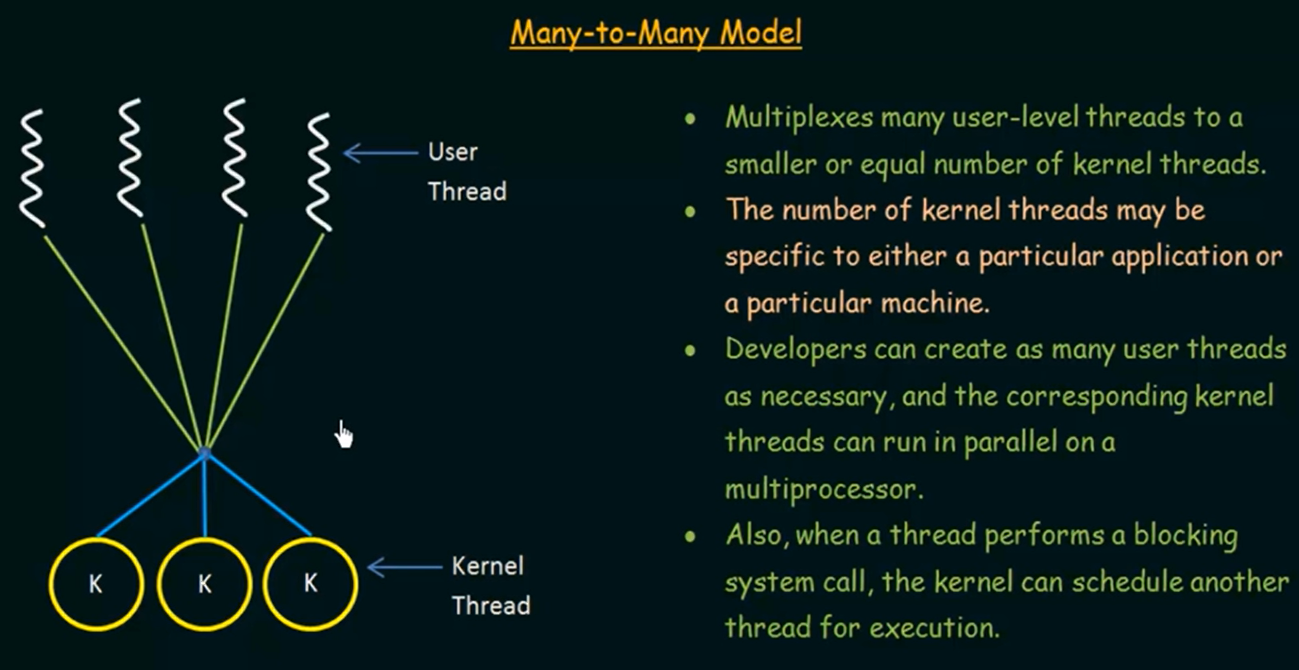 Many-to-Many Model
User
Thread
• Multiplexes many user-level threads to a
smaller or equal number of kernel threads.
• The number of kernel threads may be
specific to either a particular application or
a particular machine.
• Developers can create as many user threads
as necessary, and the corresponding kernel
threads can run in parallel on a
multiprocessor.
• Also, when a thread performs a blocking
system call, the kernel can schedule another
thread for execution.
K K K
Kernel
Thread